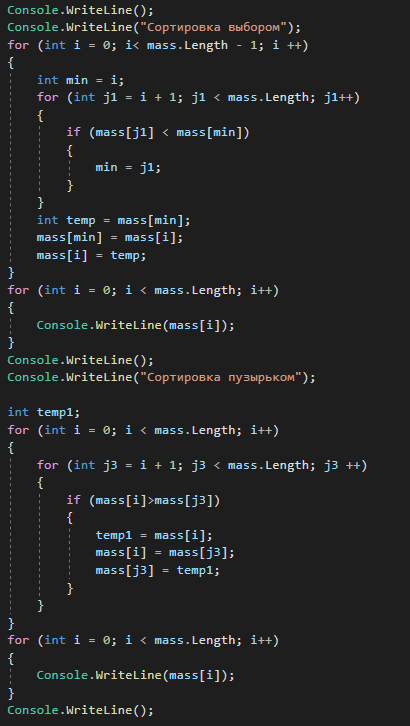 Console.WriteLine();
Console.WriteLine("Сортировка выбором");
for (int i = 0; i< mass.Length - 1; i ++)
{
    int min = i;
    for (int j1 = i + 1; j1 < mass.Length; j1++)
    {
        if (mass[j1] < mass[min])
        {
            min = j1;
        }
    }
    int temp = mass[min];
    mass[min] = mass[i];
    mass[i] = temp;
}
for (int i = 0; i < mass.Length; i++)
{
    Console.WriteLine(mass[i]);
}
Console.WriteLine();
Console.WriteLine("Сортировка пузырьком");

int temp1;
for (int i = 0; i < mass.Length; i++)
{
    for (int j3 = i + 1; j3 < mass.Length; j3 ++)
    {
        if (mass[i]>mass[j3])
        {
            temp1 = mass[i];
            mass[i] = mass[j3];
            mass[j3] = temp1;
        }
    }
}
for (int i = 0; i < mass.Length; i++)
{
    Console.WriteLine(mass[i]);
}
Console.WriteLine();